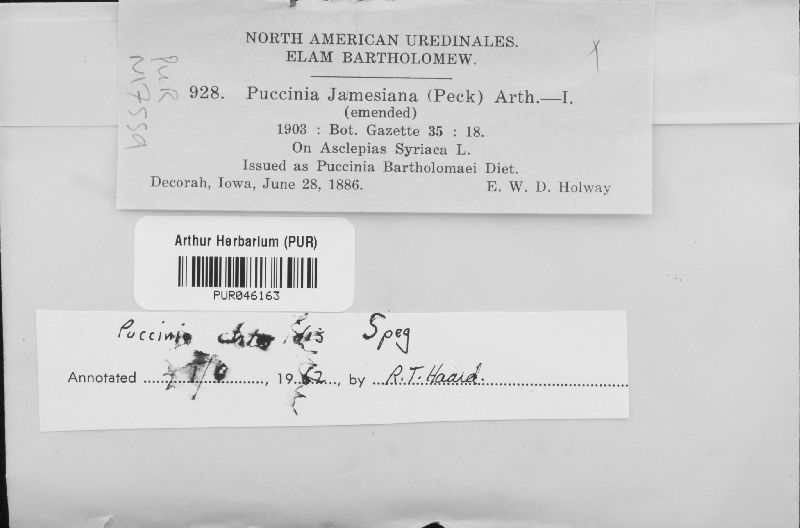 NORTH AMERICAN UREDINALES.
ELAM BARTHOLOMEW.
PUR
N7559
928. Puccinia Jamesiana (Peck) Arth.—I.
(emended)
1903 : Bot. Gazette 35 : 18.
On Asclepias Syriaca L.
Issued as Puccinia Bartholomaei Diet.
Decorah, Iowa, June 28, 1886. E. W. D. Holway
Arthur Herbarium (PUR)
PUR046163
Puccinia Speg
Annotated ........, 1962, by R.T. Haard.